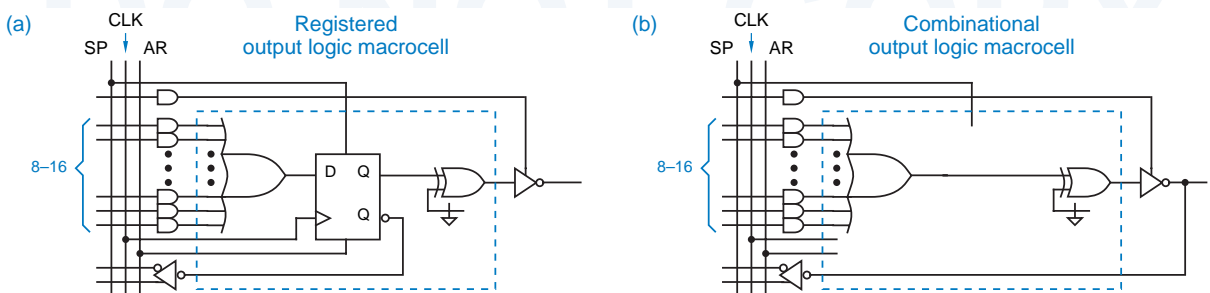 (a)
CLK
Registered
output logic macrocell
SP
AR
8–16
D
Q
Q
(b)
CLK
Combinational
output logic macrocell
SP
AR
8–16